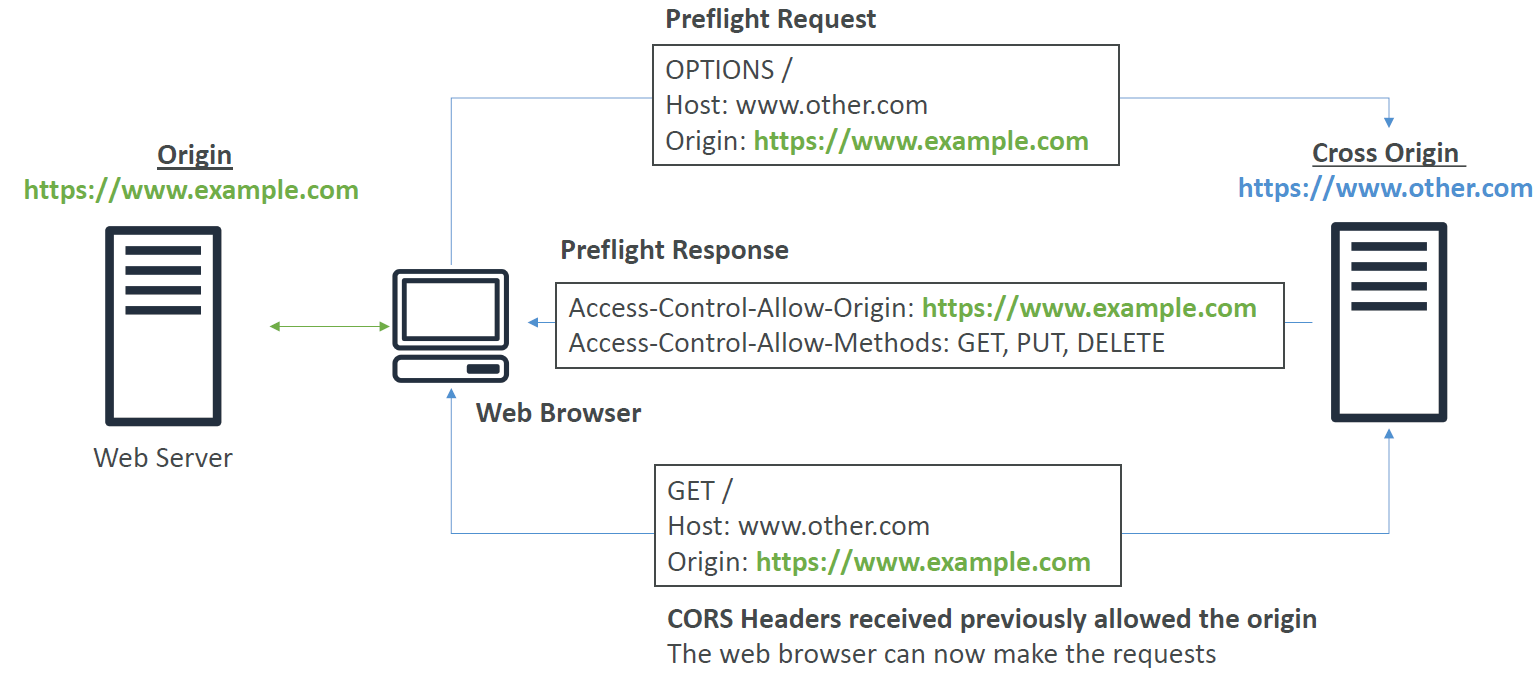 Preflight Request
OPTIONS /
Host: www.other.com
Origin: https://www.example.com
Origin
https://www.example.com
Cross Origin
https://www.other.com
Preflight Response
Access-Control-Allow-Origin: https://www.example.com
Access-Control-Allow-Methods: GET, PUT, DELETE
Web Browser
Web Server
GET /
Host: www.other.com
Origin: https://www.example.com
CORS Headers received previously allowed the origin
The web browser can now make the requests